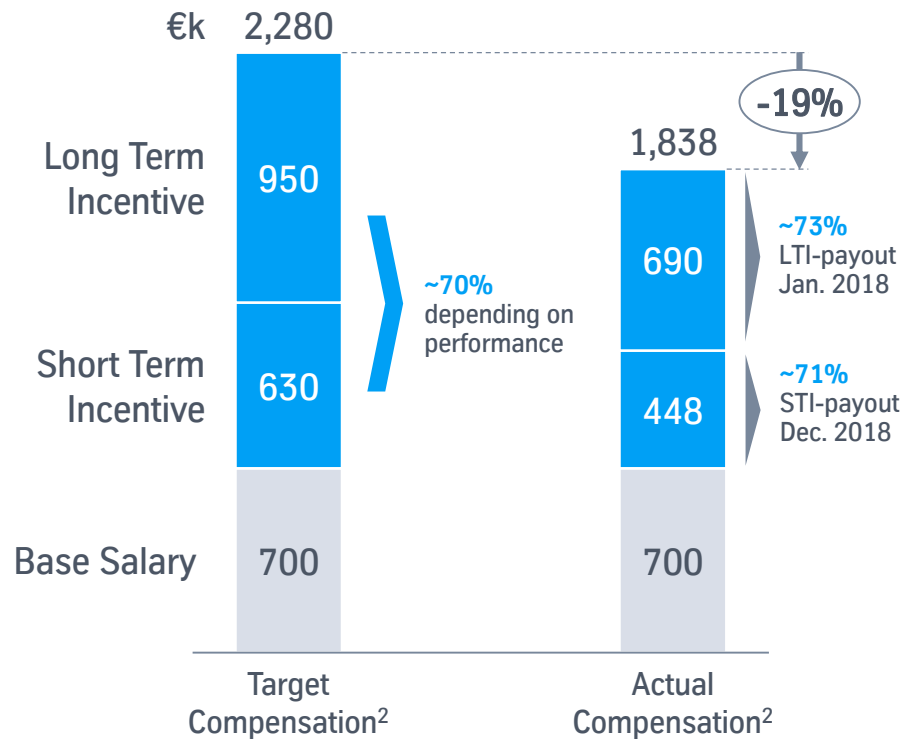 €k 2,280
-19%
1,838
Long Term
Incentive
950
690
~73%
LTI-payout
Jan. 2018
~70%
depending on
performance
Short Term
Incentive
630
448
~71%
STI-payout
Dec. 2018
Base Salary
700
700
Target
Compensation²
Actual
Compensation²